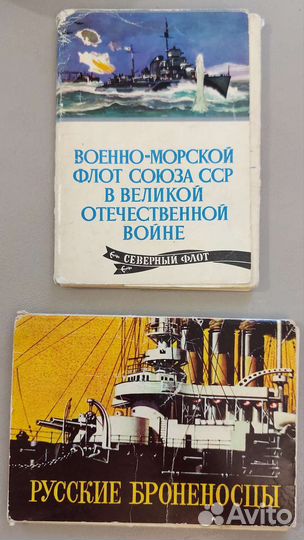 ВОЕННО-МОРСКОЙ
ФЛОТ СОЮЗА ССР
В ВЕЛИКОЙ
ОТЕЧЕСТВЕННОЙ
ВОЙНЕ
СЕВЕРНЫЙ ФЛОТ
РУССКИЕ БРОНЕНОСЦЫ
Avito